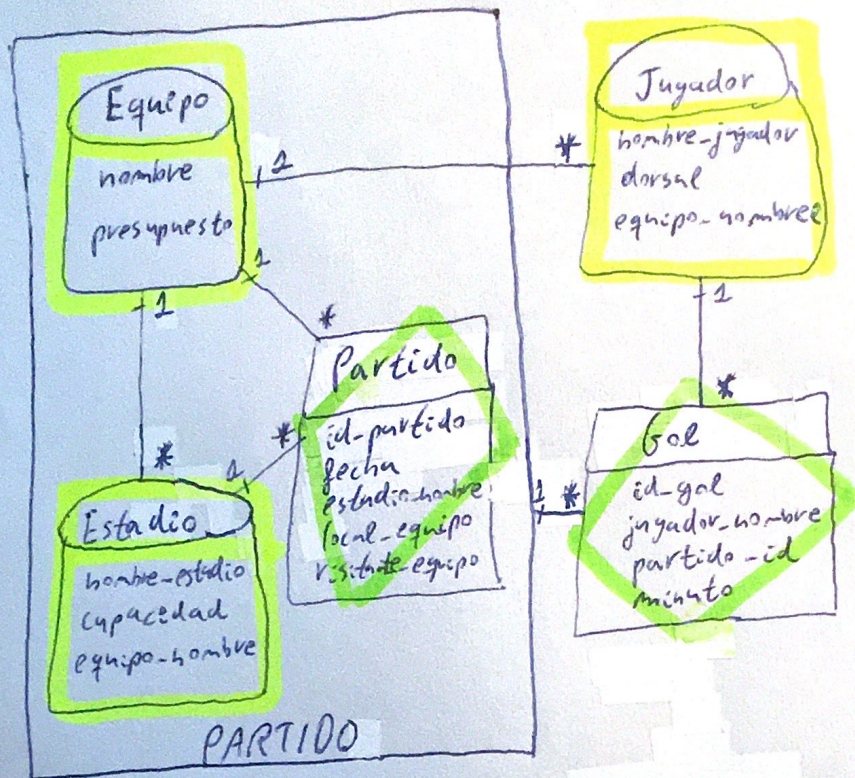 Equipo
nombre
presupuesto
1
*
Jugador
nombre_jugador
dorsal
equipo_nombre
1
1
*
1
*
Partido
id_partido
fecha
estadio_nombre
local_equipo
visitante_equipo
*
1
*
Estadio
nombre_estadio
capacidad
equipo_nombre
1
*
Gol
id_gol
jugador_nombre
partido_id
minuto
1
*
PARTIDO